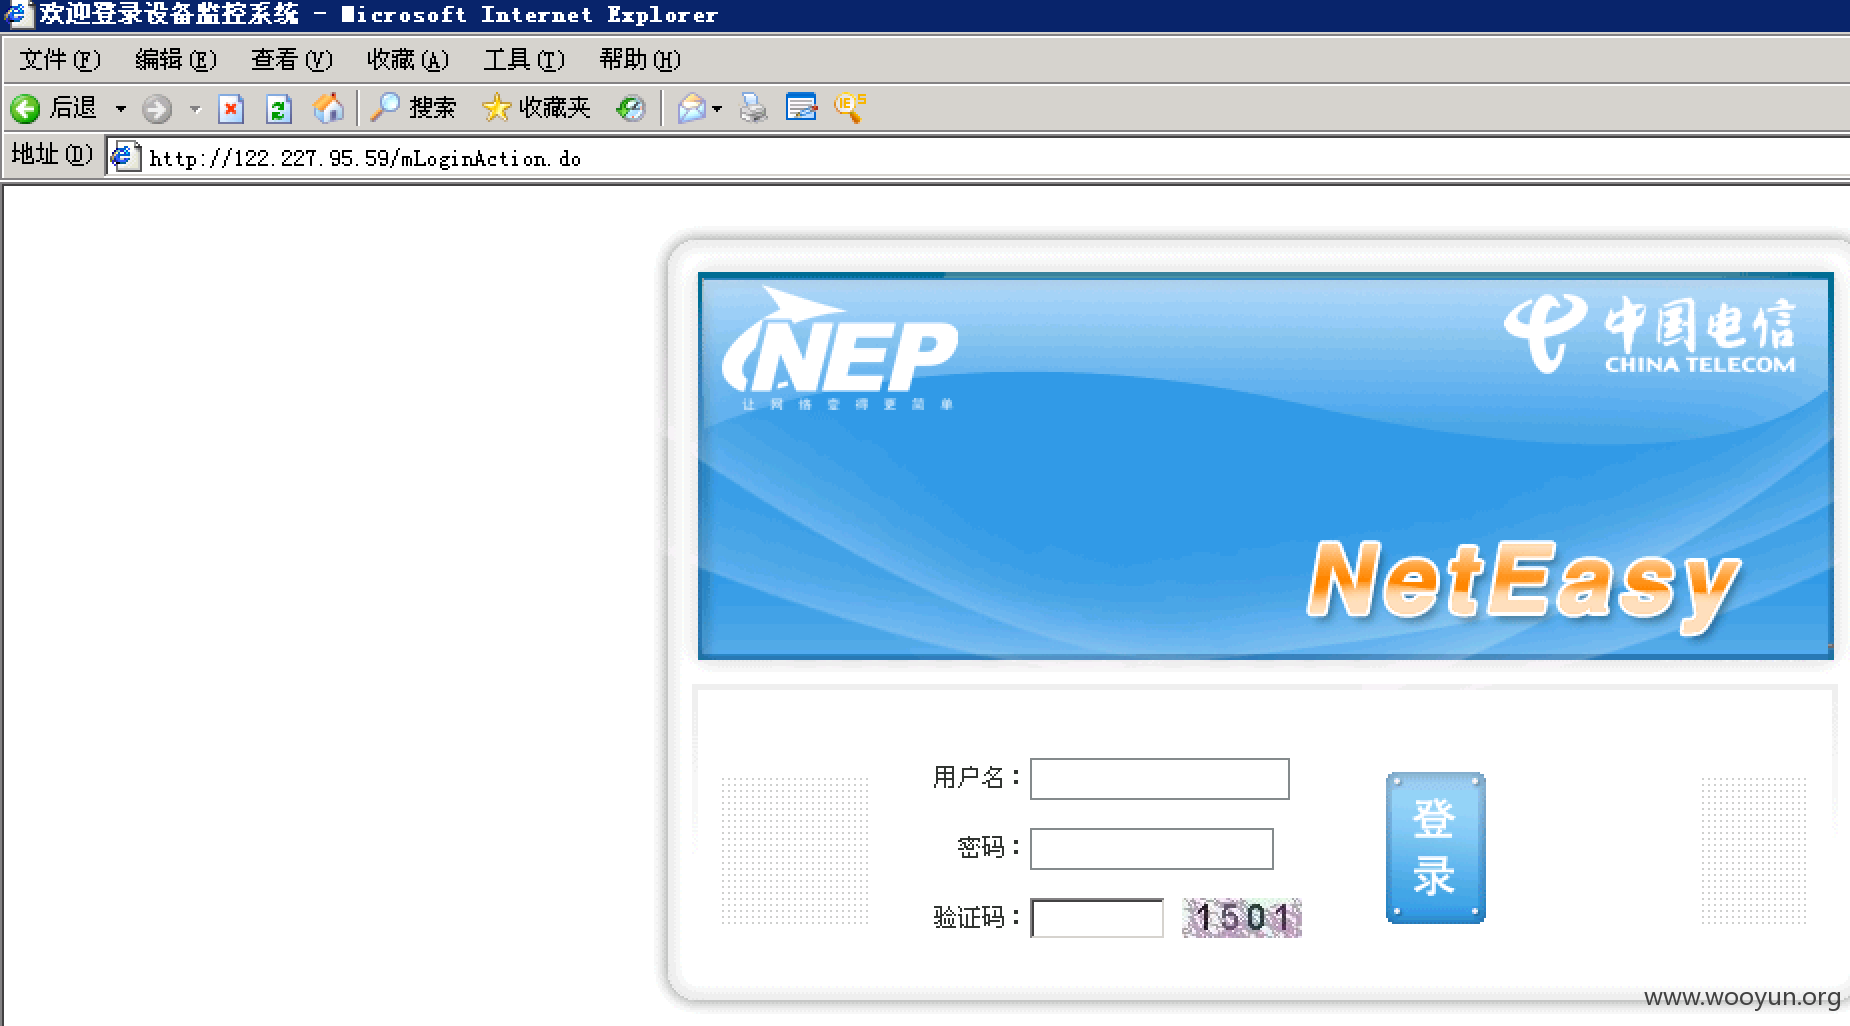 欢迎登录设备监控系统 - Microsoft Internet Explorer
文件(F) 编辑(E) 查看(V) 收藏(A) 工具(T) 帮助(H)
后退 搜索 收藏夹
地址(D) http://122.227.95.59/mLoginAction.do
NEP
让网络变得更简单
中国电信
CHINA TELECOM
NetEasy
用户名：
密码：
验证码： 1501
登录
www.wooyun.org